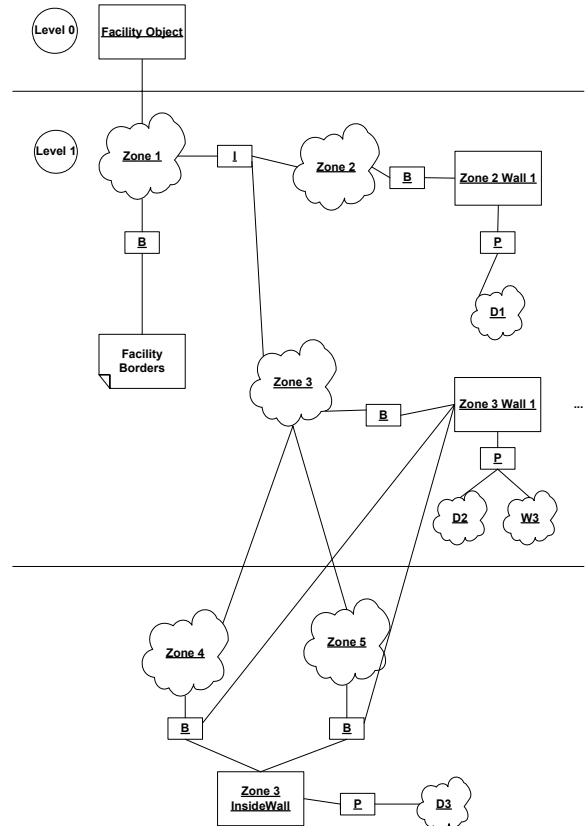 Level 0
Facility Object
Level 1
Zone 1
I
Zone 2
B
Zone 2 Wall 1
B
P
D1
Facility
Borders
Zone 3
B
Zone 3 Wall 1
...
P
D2
W3
Zone 4
Zone 5
B
B
Zone 3
InsideWall
P
D3